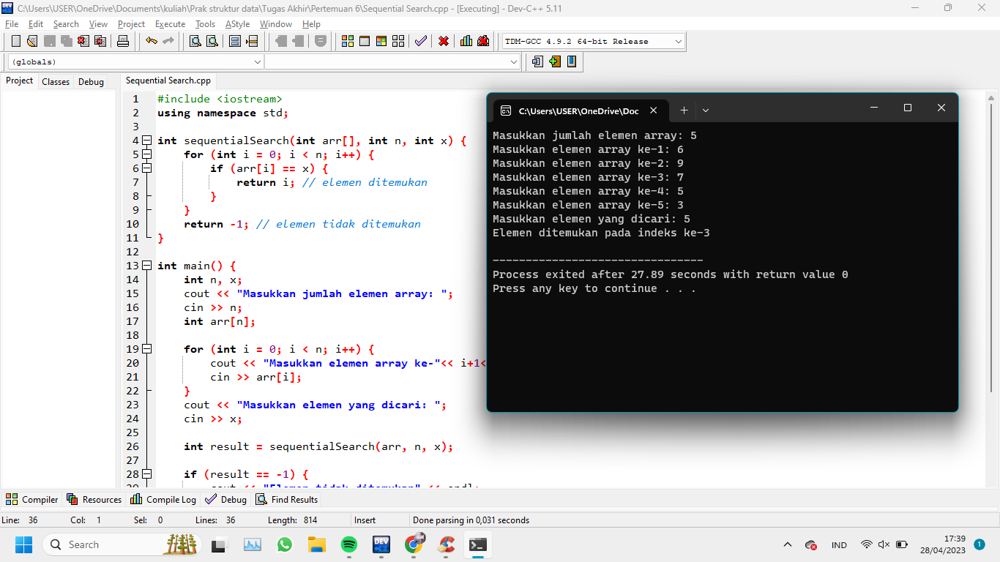 C:\Users\USER\OneDrive\Documents\kuliah\Prak struktur data\Tugas Akhir\Pertemuan 6\Sequential Search.cpp - [Executing] - Dev-C++ 5.11
File Edit Search View Project Execute Tools AStyle Window Help
TDM-GCC 4.9.2 64-bit Release
(globals)
Project Classes Debug
Sequential Search.cpp
1 #include <iostream>
2 using namespace std;
3
4 int sequentialSearch(int arr[], int n, int x) {
5 for (int i = 0; i < n; i++) {
6 if (arr[i] == x) {
7 return i; // elemen ditemukan
8 }
9 }
10 return -1; // elemen tidak ditemukan
11 }
12
13 int main() {
14 int n, x;
15 cout << "Masukkan jumlah elemen array: ";
16 cin >> n;
17 int arr[n];
18
19 for (int i = 0; i < n; i++) {
20 cout << "Masukkan elemen array ke-"<< i+1<
21 cin >> arr[i];
22 }
23 cout << "Masukkan elemen yang dicari: ";
24 cin >> x;
25
26 int result = sequentialSearch(arr, n, x);
27
28 if (result == -1) {
C:\Users\USER\OneDrive\Doc
Masukkan jumlah elemen array: 5
Masukkan elemen array ke-1: 6
Masukkan elemen array ke-2: 9
Masukkan elemen array ke-3: 7
Masukkan elemen array ke-4: 5
Masukkan elemen array ke-5: 3
Masukkan elemen yang dicari: 5
Elemen ditemukan pada indeks ke-3
--------------------------------
Process exited after 27.89 seconds with return value 0
Press any key to continue . . .
Compiler Resources Compile Log Debug Find Results
Line: 36 Col: 1 Sel: 0 Lines: 36 Length: 814 Insert Done parsing in 0,031 seconds
Search DEV IND 17:39
28/04/2023 1